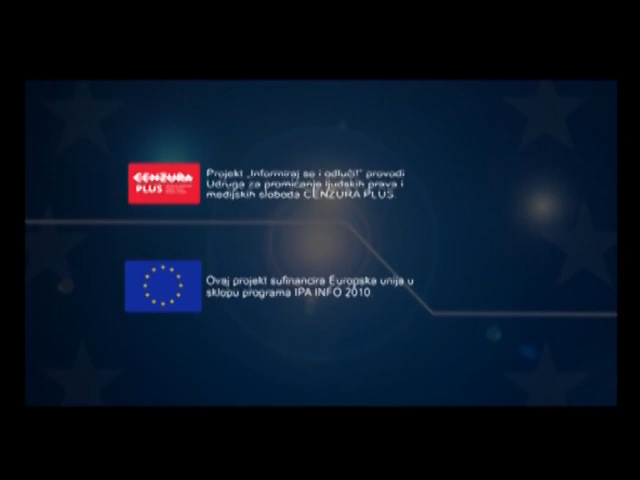 CENZURA
PLUS
Projekt „Informiraj se i odluči!" provodi
Udruga za promicanje ljudskih prava i
medijskih sloboda CENZURA PLUS.
Ovaj projekt sufinancira Europska unija u
sklopu programa IPA INFO 2010.